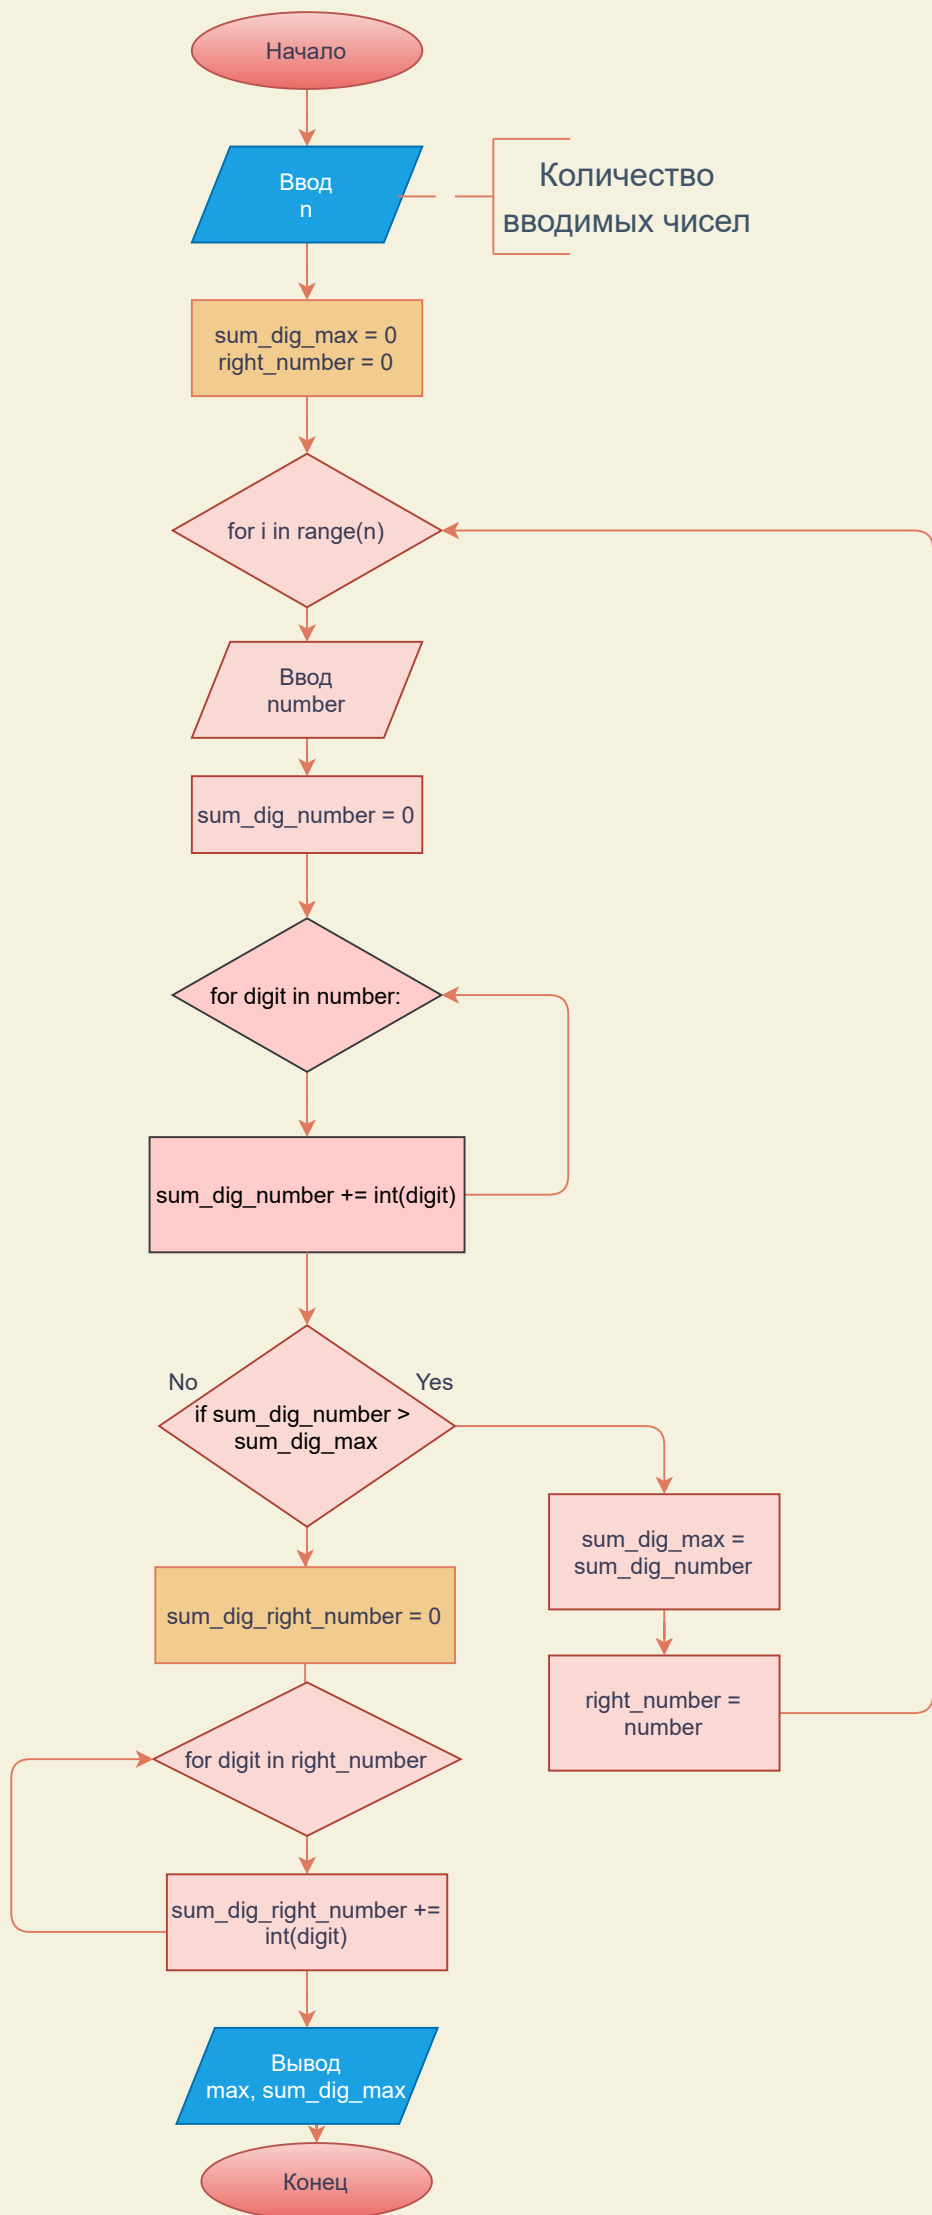 Начало
Ввод
n
Количество
вводимых чисел
sum_dig_max = 0
right_number = 0
for i in range(n)
Ввод
number
sum_dig_number = 0
for digit in number:
sum_dig_number += int(digit)
No
Yes
if sum_dig_number >
sum_dig_max
sum_dig_max =
sum_dig_number
right_number =
number
sum_dig_right_number = 0
for digit in right_number
sum_dig_right_number +=
int(digit)
Вывод
max, sum_dig_max
Конец